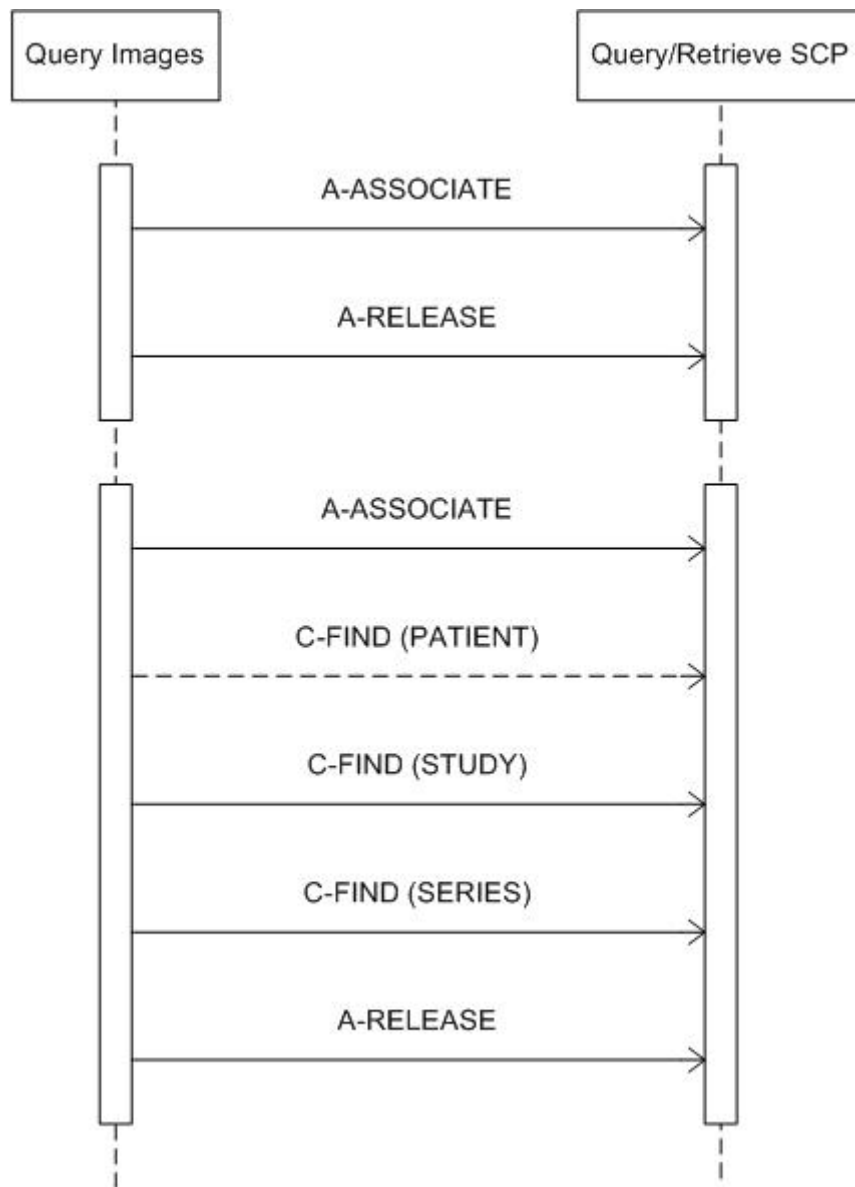 Query Images
Query/Retrieve SCP
A-ASSOCIATE
A-RELEASE
A-ASSOCIATE
C-FIND (PATIENT)
C-FIND (STUDY)
C-FIND (SERIES)
A-RELEASE